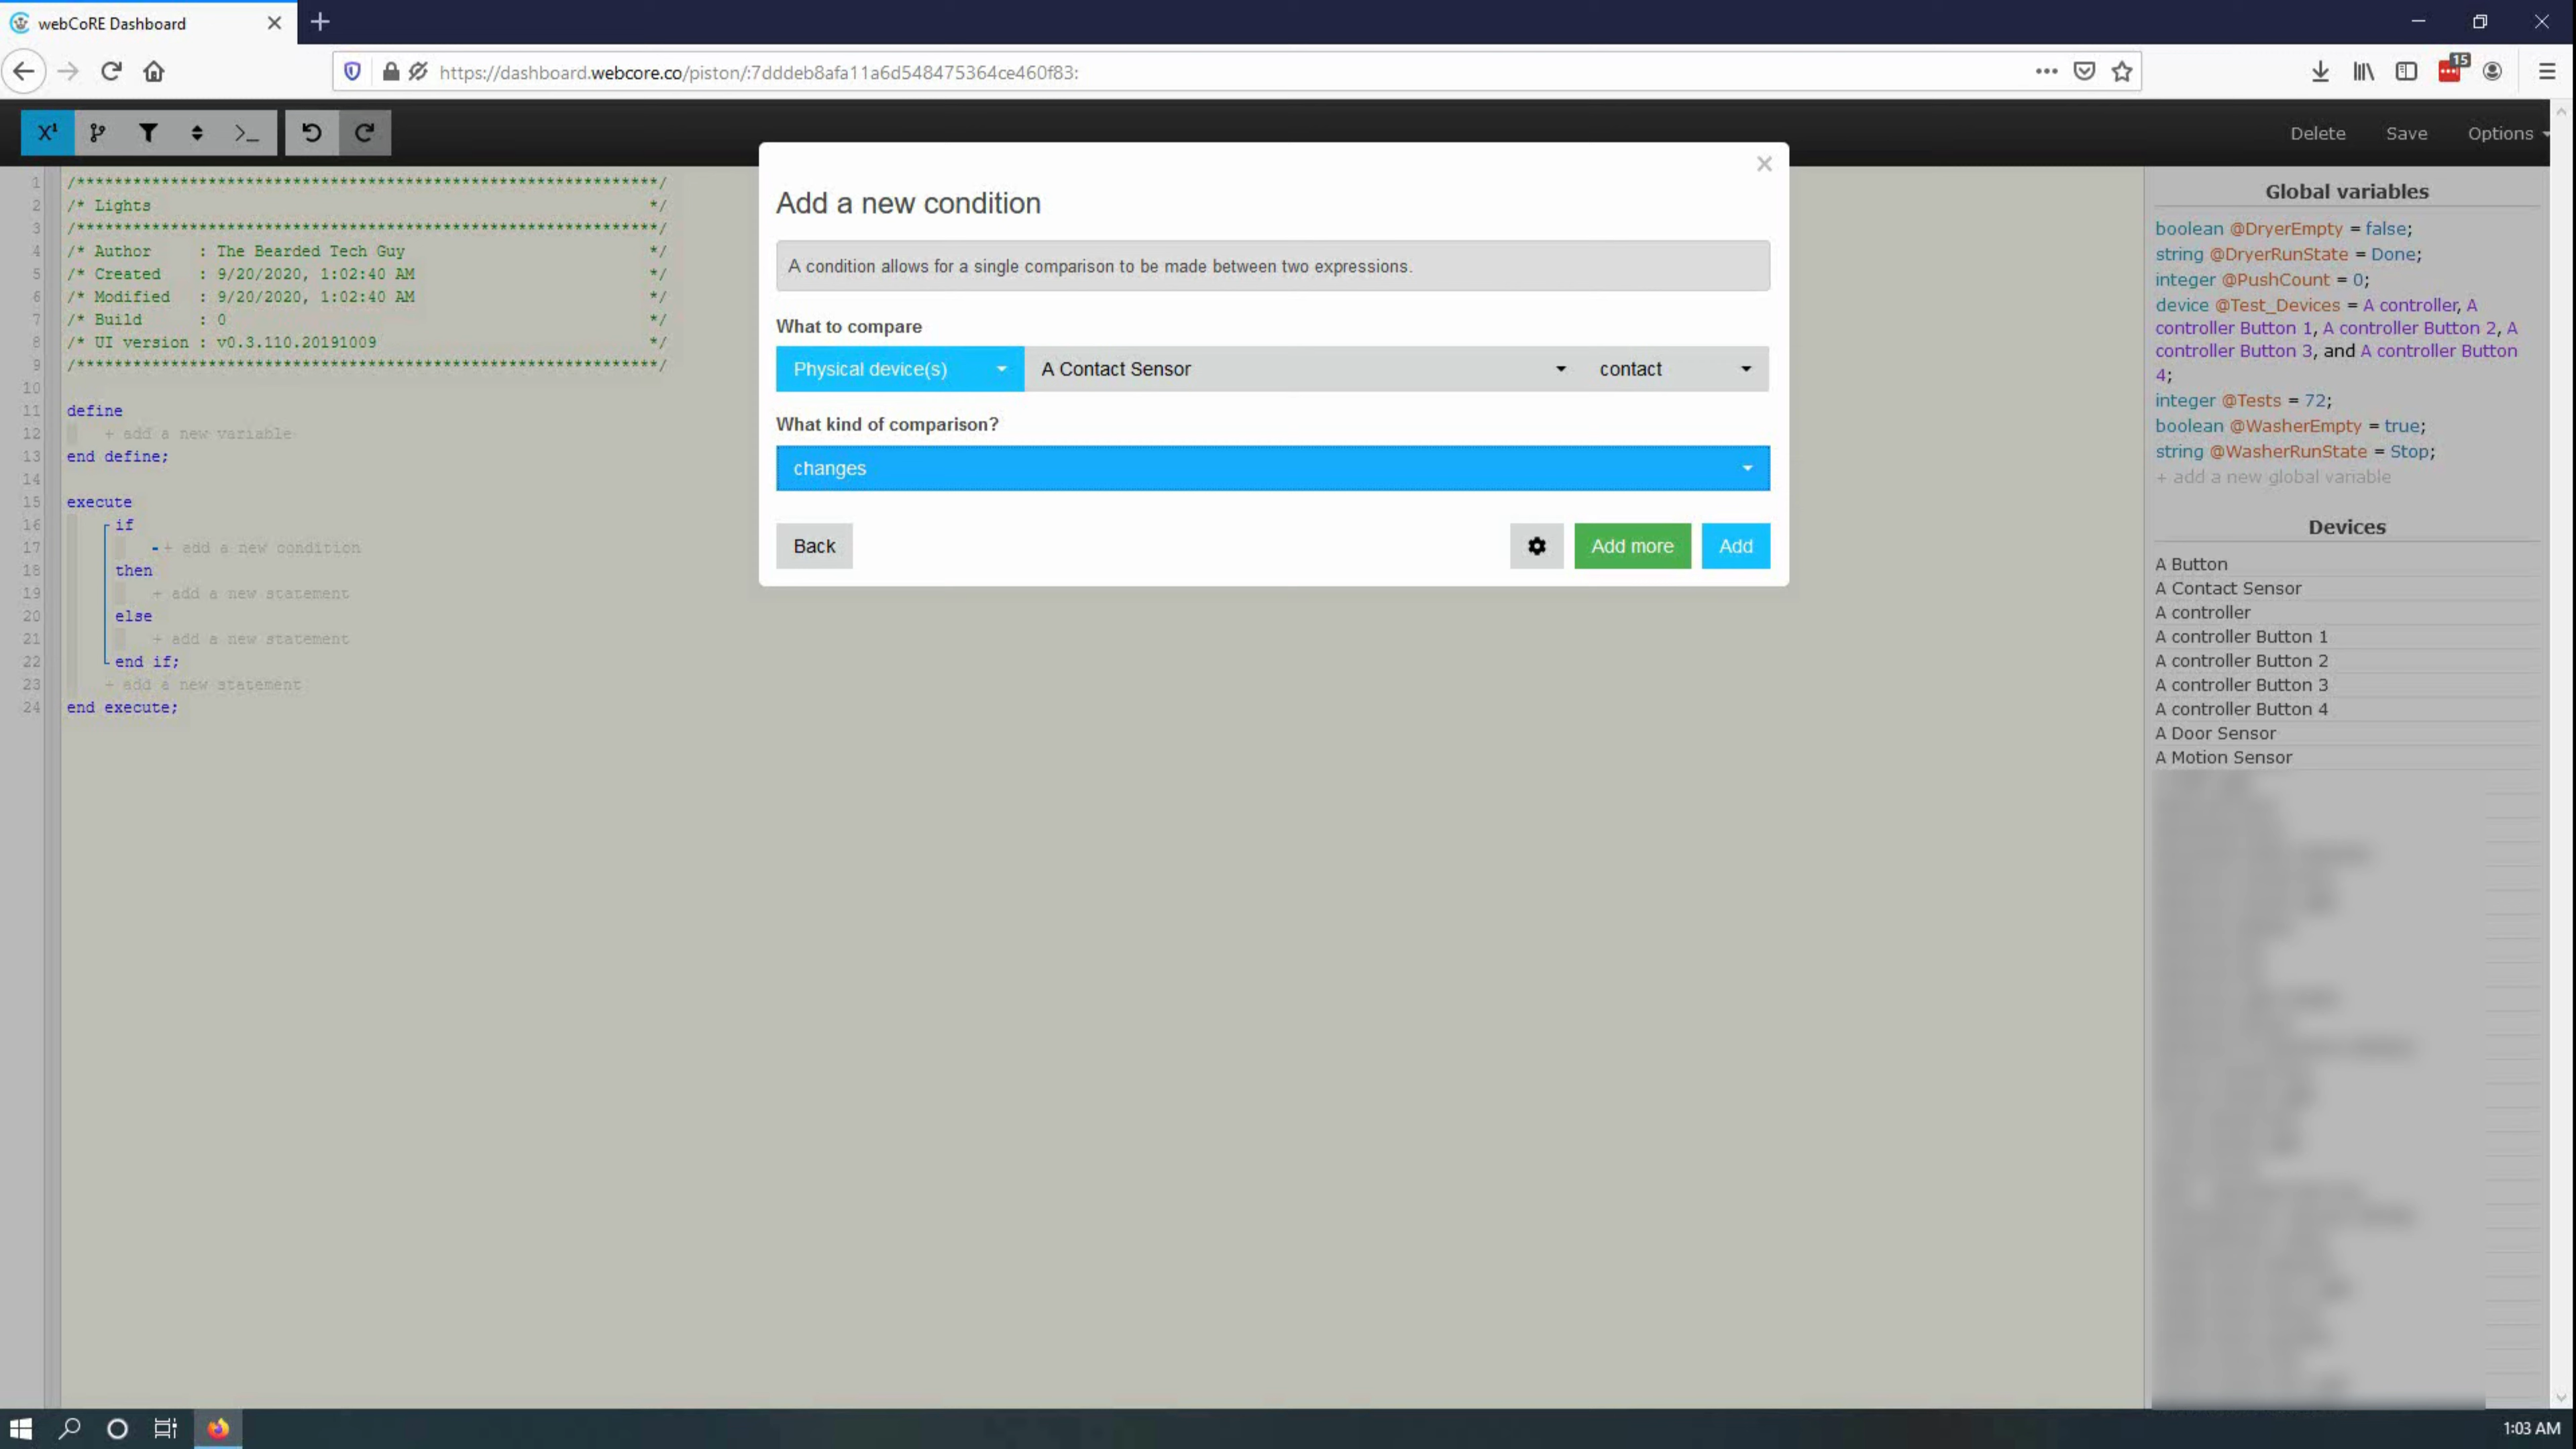 webCoRE Dashboard
https://dashboard.webcore.co/piston/:7dddeb8afa11a6d548475364ce460f83:
15
Delete Save Options
1 /**************************************************************/
2 /* Lights */
3 /**************************************************************/
4 /* Author : The Bearded Tech Guy */
5 /* Created : 9/20/2020, 1:02:40 AM */
6 /* Modified : 9/20/2020, 1:02:40 AM */
7 /* Build : 0 */
8 /* UI version : v0.3.110.20191009 */
9 /**************************************************************/
10
11 define
12 + add a new variable
13 end define;
14
15 execute
16 if
17 + add a new condition
18 then
19 + add a new statement
20 else
21 + add a new statement
22 end if;
23 + add a new statement
24 end execute;
Add a new condition
A condition allows for a single comparison to be made between two expressions.
What to compare
Physical device(s) A Contact Sensor contact
What kind of comparison?
changes
Back Add more Add
Global variables
boolean @DryerEmpty = false;
string @DryerRunState = Done;
integer @PushCount = 0;
device @Test_Devices = A controller, A
controller Button 1, A controller Button 2, A
controller Button 3, and A controller Button
4;
integer @Tests = 72;
boolean @WasherEmpty = true;
string @WasherRunState = Stop;
+ add a new global variable
Devices
A Button
A Contact Sensor
A controller
A controller Button 1
A controller Button 2
A controller Button 3
A controller Button 4
A Door Sensor
A Motion Sensor
1:03 AM